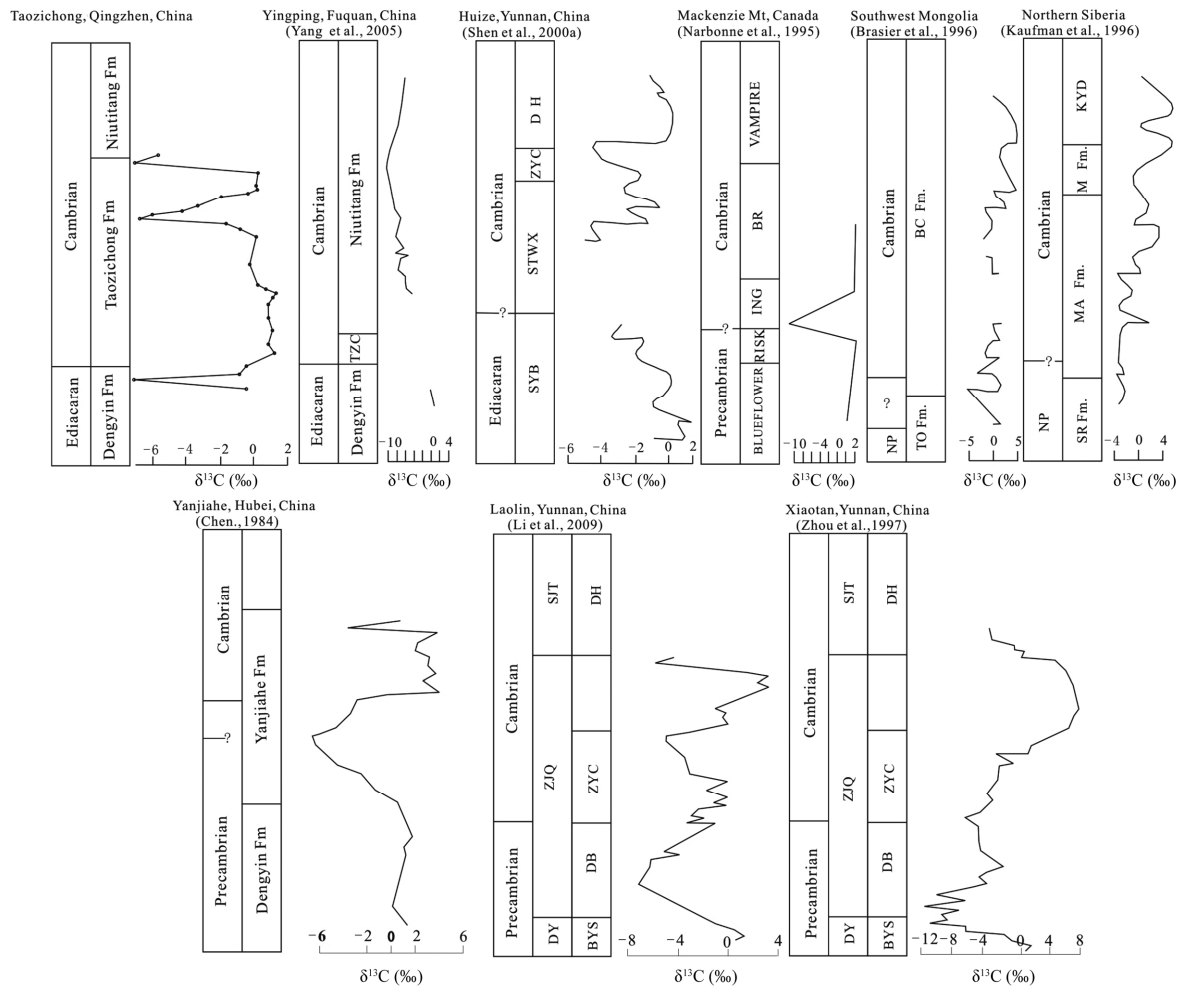 Taozichong, Qingzhen, China
Cambrian
Ediacaran
Niutitang Fm
Taozichong Fm
Dengyin Fm
−6 −4 −2 0 2
δ¹³C (‰)
Yingping, Fuquan, China
(Yang et al., 2005)
Cambrian
Ediacaran
Niutitang Fm
TZC
Dengyin Fm
−10 0 4
δ¹³C (‰)
Huize, Yunnan, China
(Shen et al., 2000a)
Cambrian
?
Ediacaran
D H
ZYC
STWX
SYB
−6 −4 −2 0 2
δ¹³C (‰)
Mackenzie Mt, Canada
(Narbonne et al., 1995)
Cambrian
?
Precambrian
VAMPIRE
BR
ING
RISK
BLUEFLOWER
−10 −4 0 2
δ¹³C (‰)
Southwest Mongolia
(Brasier et al., 1996)
Cambrian
?
NP
BC Fm.
TO Fm.
−5 0 5
δ¹³C (‰)
Northern Siberia
(Kaufman et al., 1996)
Cambrian
?
NP
KYD
M Fm.
MA Fm.
SR Fm.
−4 0 4
δ¹³C (‰)
Yanjiahe, Hubei, China
(Chen., 1984)
Cambrian
?
Precambrian
Yanjiahe Fm
Dengyin Fm
−6 −2 0 2 6
δ¹³C (‰)
Laolin, Yunnan, China
(Li et al., 2009)
Cambrian
Precambrian
SJT
ZJQ
DY
DH
ZYC
DB
BYS
−8 −4 0 4
δ¹³C (‰)
Xiaotan, Yunnan, China
(Zhou et al., 1997)
Cambrian
Precambrian
SJT
ZJQ
DY
DH
ZYC
DB
BYS
−12 −8 −4 0 4 8
δ¹³C (‰)